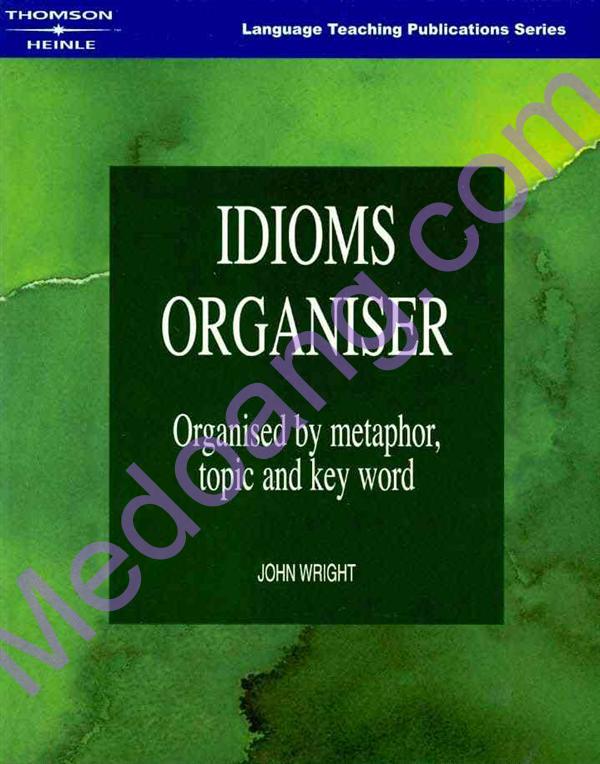 THOMSON
HEINLE
™
Language Teaching Publications Series
IDIOMS
ORGANISER
Organised by metaphor,
topic and key word
JOHN WRIGHT
Medoang.com